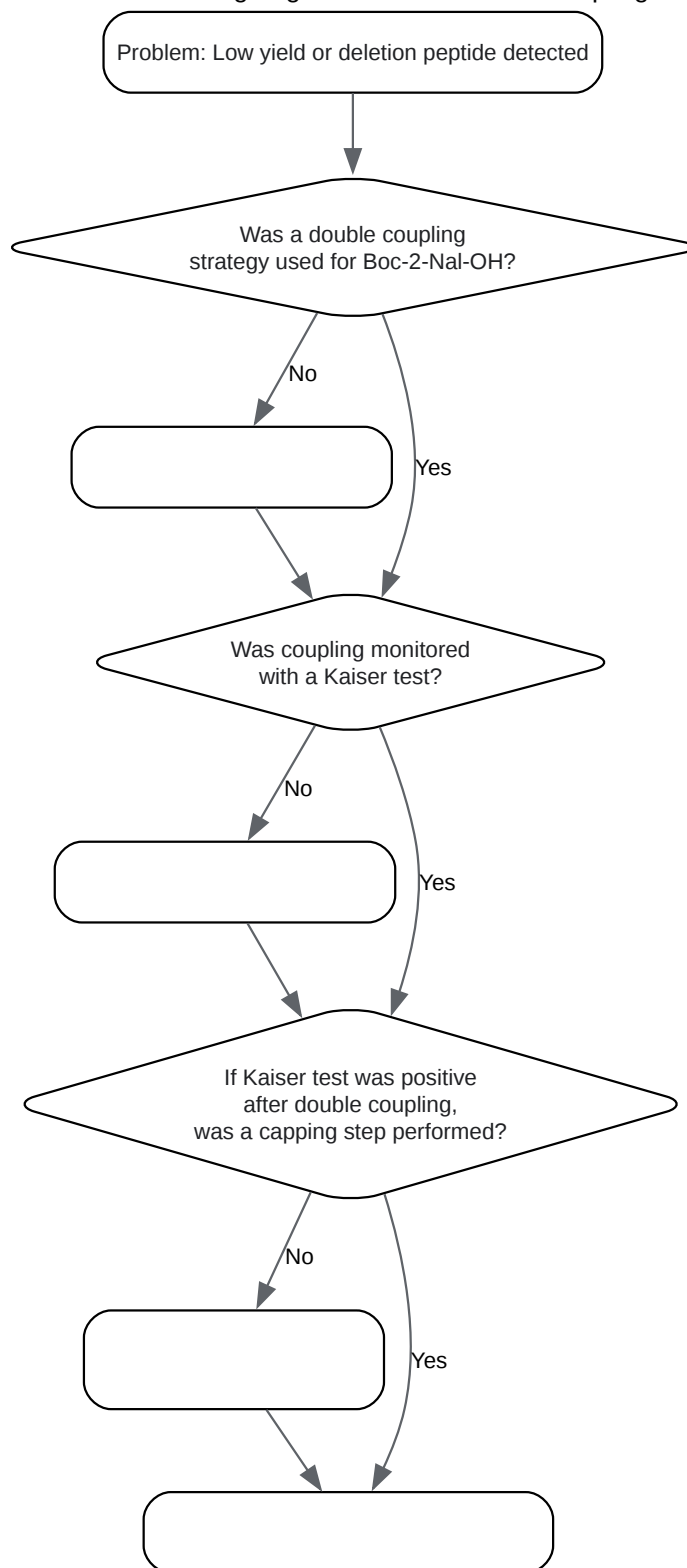 Problem: Low yield or deletion peptide detected
Was a double coupling
strategy used for Boc-2-Nal-OH?
No
Yes
Was coupling monitored
with a Kaiser test?
No
Yes
If Kaiser test was positive
after double coupling,
was a capping step performed?
No
Yes